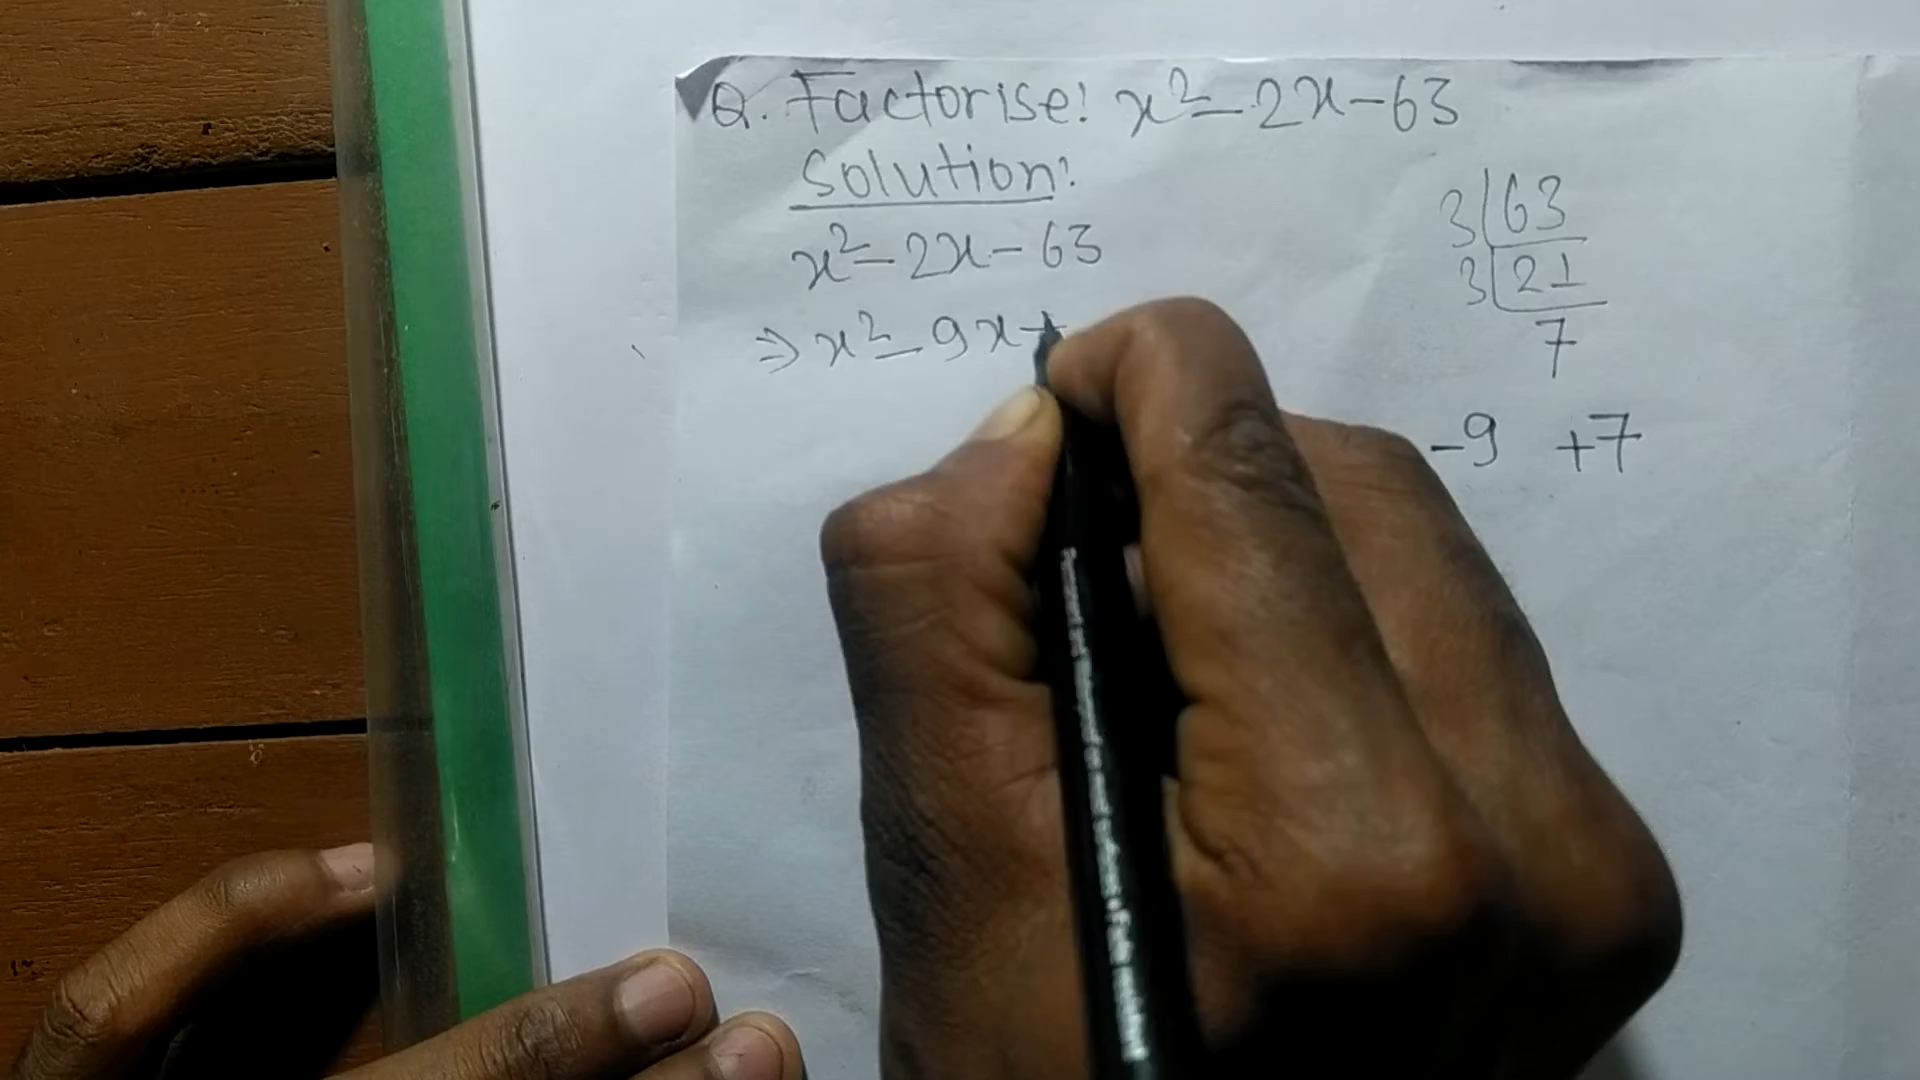 Q. Factorise: x² - 2x - 63
Solution:
x² - 2x - 63
⇒ x² - 9x +
3 | 63
3 | 21
7
-9 +7